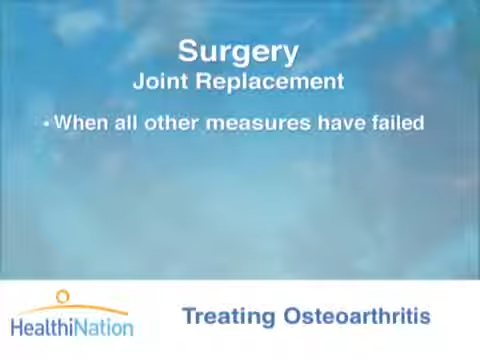 Surgery
Joint Replacement
- When all other measures have failed
HealthiNation
Treating Osteoarthritis